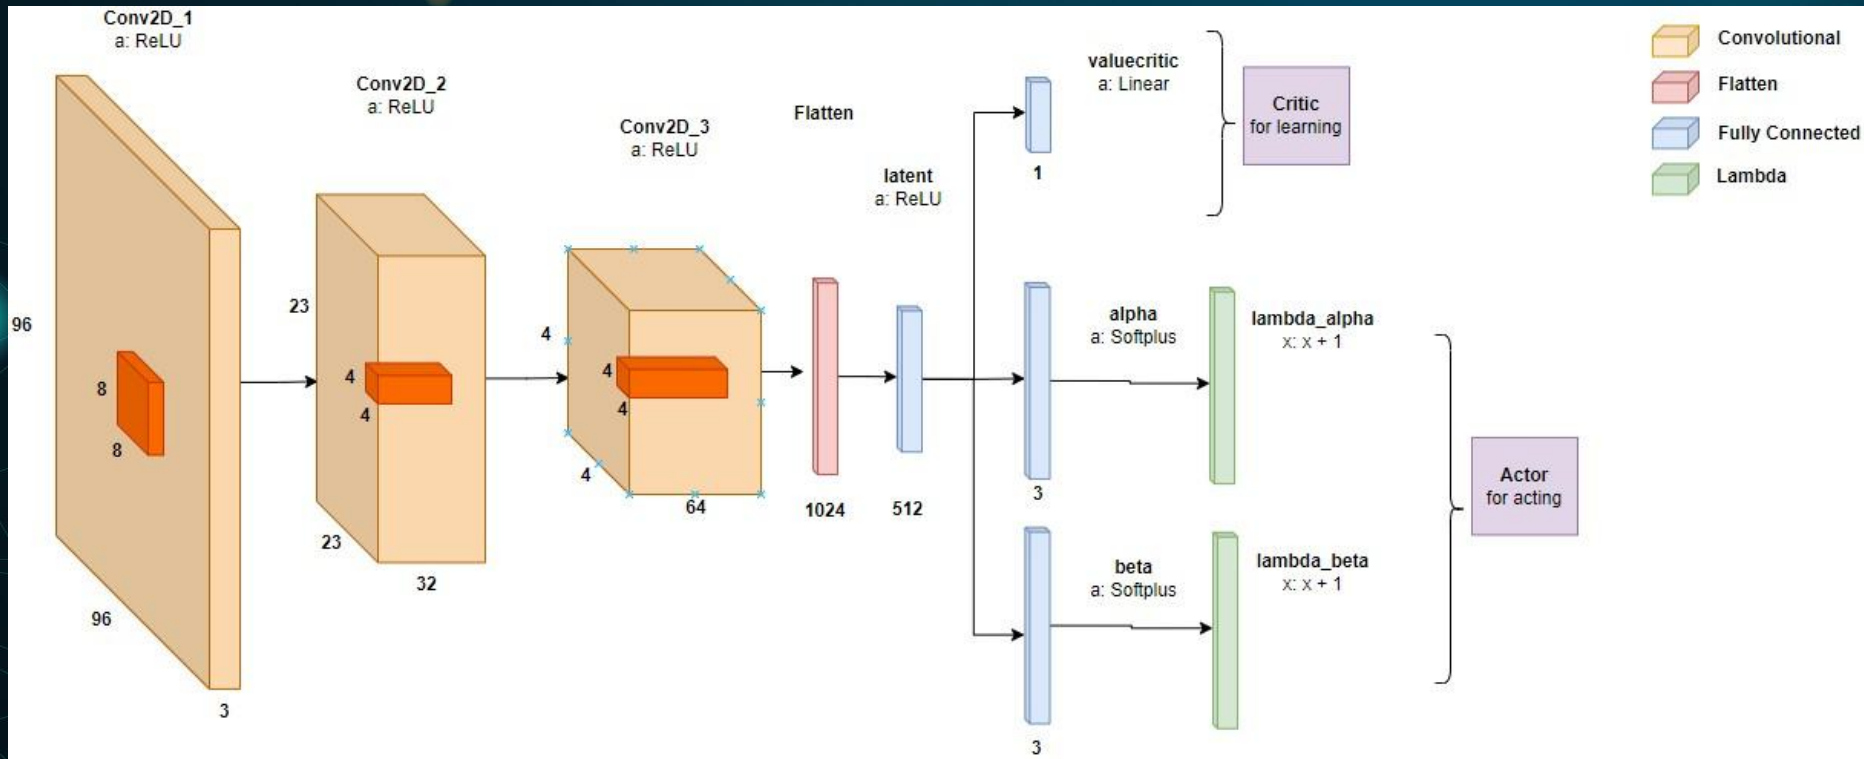 Conv2D_1
a: ReLU
96
8
8
96
3
Conv2D_2
a: ReLU
23
4
4
23
32
Conv2D_3
a: ReLU
4
4
4
4
64
Flatten
1024
latent
a: ReLU
512
1
valuecritic
a: Linear
Critic
for learning
3
alpha
a: Softplus
lambda_alpha
x: x + 1
3
beta
a: Softplus
lambda_beta
x: x + 1
Actor
for acting
Convolutional
Flatten
Fully Connected
Lambda